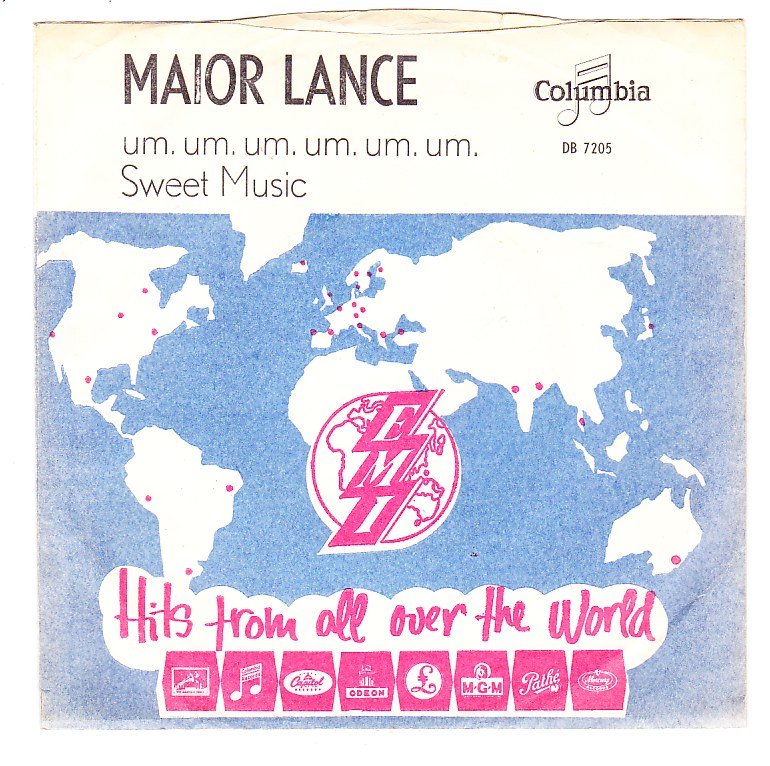 MAJOR LANCE
Columbia
um. um. um. um. um. um.
DB 7205
Sweet Music
EMI
Hits from all over the World
Capitol
ODEON
£
M-G-M
Pathé
Mercury